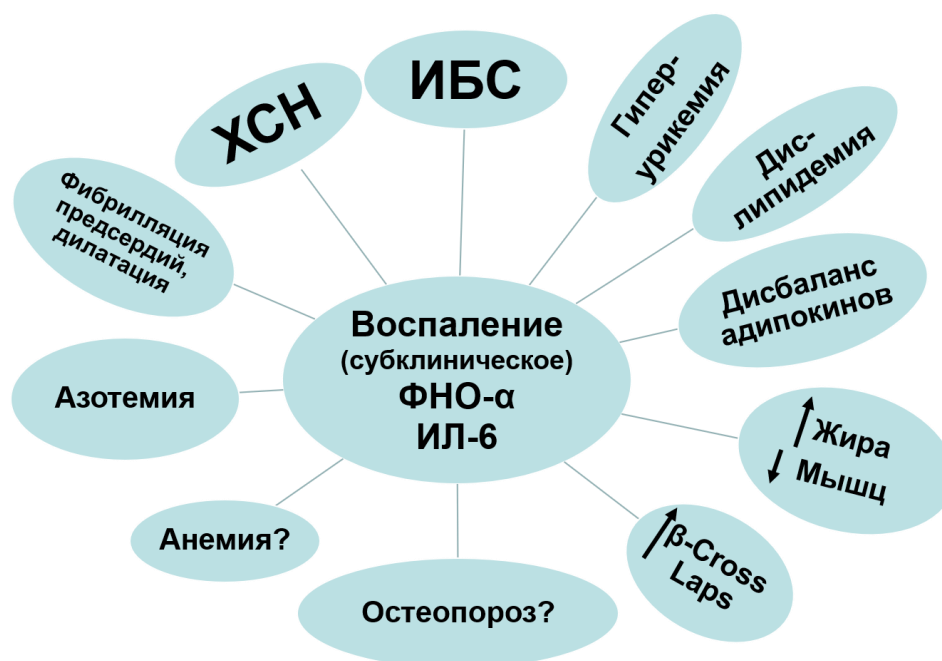 ИБС
ХСН
Гипер-
урикемия
Дис-
липидемия
Фибрилляция
предсердий,
дилатация
Дисбаланс
адипокинов
Воспаление
(субклиническое)
ФНО-α
ИЛ-6
Азотемия
Жира
Мышц
Анемия?
β-Cross
Laps
Остеопороз?